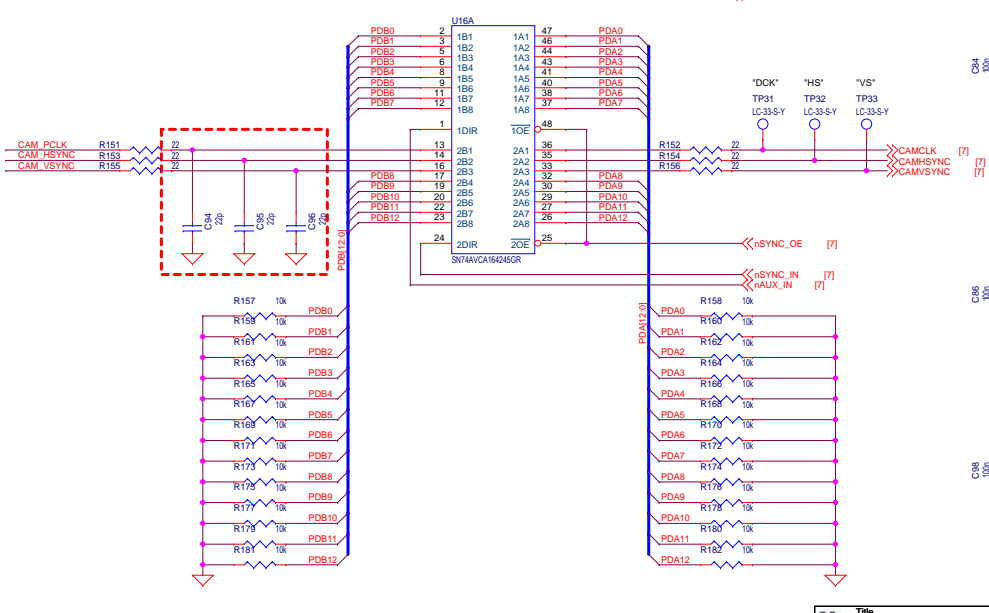 U16A
PDB0 2 1B1 1A1 47 PDA0
PDB1 3 1B2 1A2 46 PDA1
PDB2 5 1B3 1A3 44 PDA2
PDB3 6 1B4 1A4 43 PDA3
PDB4 8 1B5 1A5 41 PDA4
PDB5 9 1B6 1A6 40 PDA5
PDB6 11 1B7 1A7 38 PDA6
PDB7 12 1B8 1A8 37 PDA7
1 1DIR 1OE 48
CAM_PCLK R151 22 13 2B1 2A1 36 R152 22 CAMCLK [7]
CAM_HSYNC R153 22 14 2B2 2A2 35 R154 22 CAMHSYNC [7]
CAM_VSYNC R155 22 16 2B3 2A3 33 R156 22 CAMVSYNC [7]
PDB8 17 2B4 2A4 32 PDA8
PDB9 19 2B5 2A5 30 PDA9
PDB10 20 2B6 2A6 29 PDA10
PDB11 22 2B7 2A7 27 PDA11
PDB12 23 2B8 2A8 26 PDA12
24 2DIR 2OE 25
SN74AVCA164245GR
"DCK" "HS" "VS"
TP31 TP32 TP33
LC-33-S-Y LC-33-S-Y LC-33-S-Y
C84
100n
C94
22p
C95
22p
C96
22p
PDB[12:0]
nSYNC_OE [7]
nSYNC_IN [7]
nAUX_IN [7]
C86
100n
PDA[12:0]
C98
100n
R157 10k PDB0
R159 10k PDB1
R161 10k PDB2
R163 10k PDB3
R165 10k PDB4
R167 10k PDB5
R169 10k PDB6
R171 10k PDB7
R173 10k PDB8
R175 10k PDB9
R177 10k PDB10
R179 10k PDB11
R181 10k PDB12
PDA0 R158 10k
PDA1 R160 10k
PDA2 R162 10k
PDA3 R164 10k
PDA4 R166 10k
PDA5 R168 10k
PDA6 R170 10k
PDA7 R172 10k
PDA8 R174 10k
PDA9 R176 10k
PDA10 R178 10k
PDA11 R180 10k
PDA12 R182 10k
Title